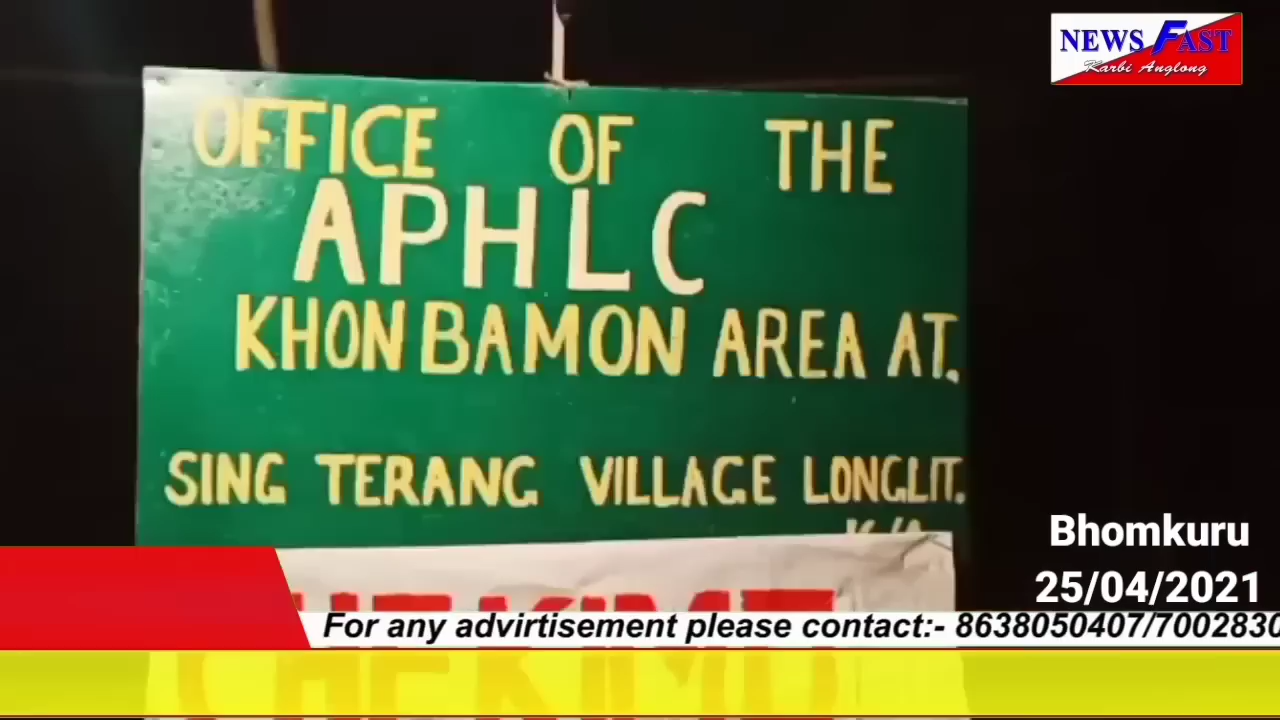 NEWS FAST
Karbi Anglong
OFFICE OF THE
APHLC
KHONBAMON AREA AT.
SING TERANG VILLAGE LONGLIT.
K/A
Bhomkuru
25/04/2021
For any advirtisement please contact:- 8638050407/7002830